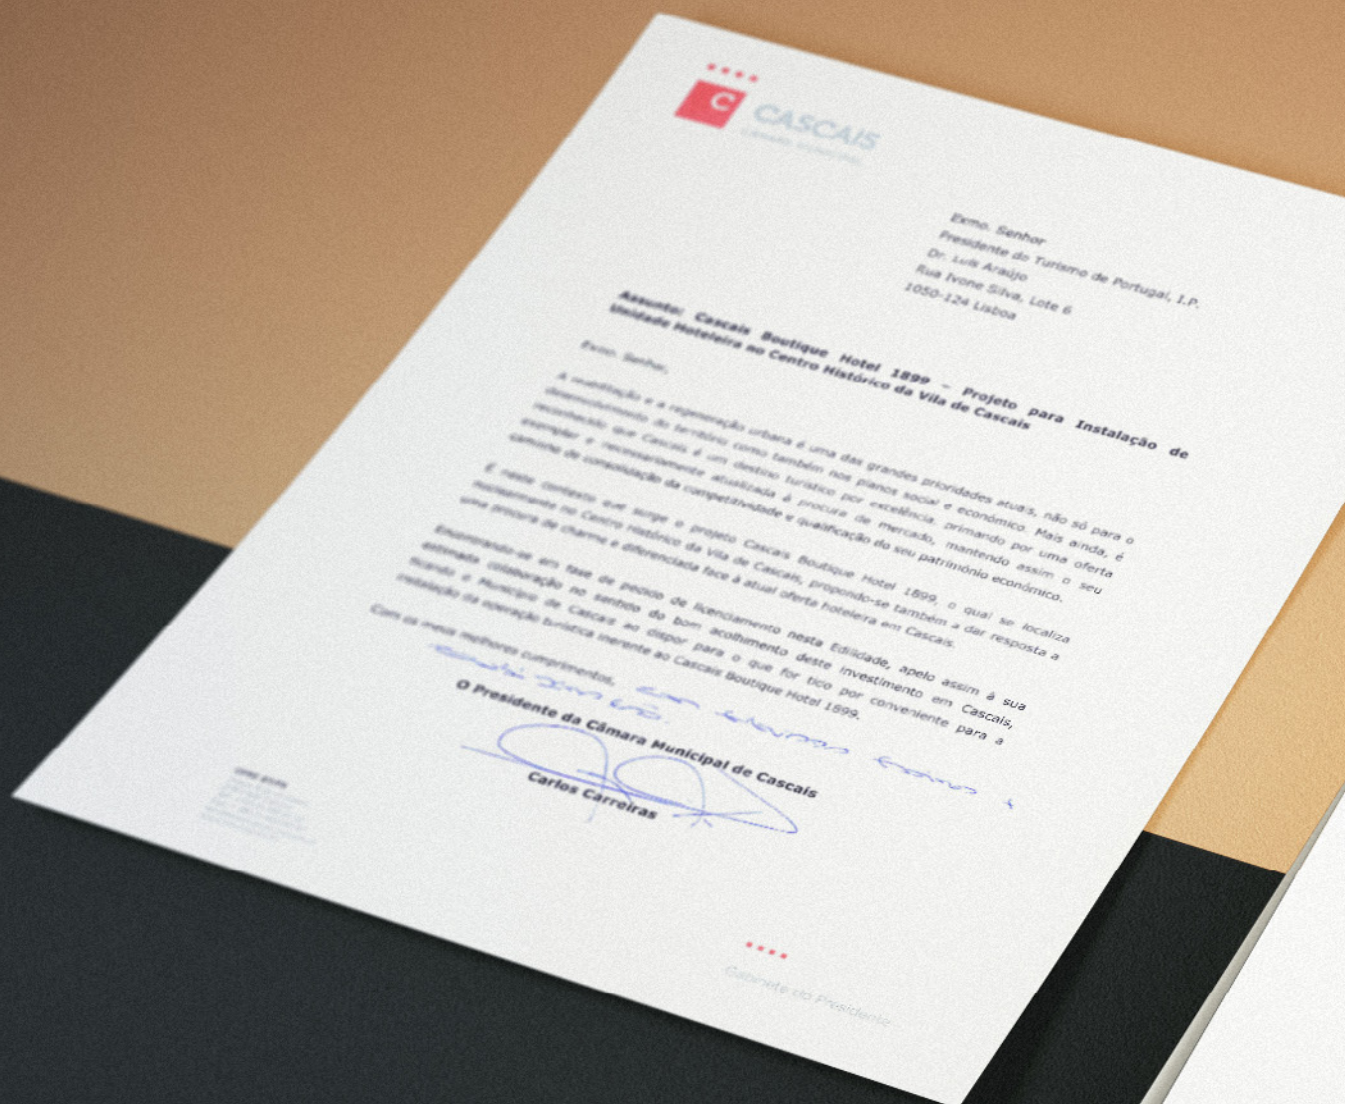 C CASCAIS
CÂMARA MUNICIPAL
Exmo. Senhor
Presidente do Turismo de Portugal, I.P.
Dr. Luís Araújo
Rua Ivone Silva, Lote 6
1050-124 Lisboa
Assunto: Cascais Boutique Hotel 1899 – Projeto para Instalação de
Unidade Hoteleira no Centro Histórico da Vila de Cascais
Exmo. Senhor,
A reabilitação e a regeneração urbana é uma das grandes prioridades atuais, não só para o
desenvolvimento do território como também nos planos social e económico. Mais ainda, é
reconhecido que Cascais é um destino turístico por excelência, primando por uma oferta
exemplar e necessariamente atualizada à procura de mercado, mantendo assim o seu
caminho de consolidação da competitividade e qualificação do seu património económico.
É neste contexto que surge o projeto Cascais Boutique Hotel 1899, o qual se localiza
no Centro Histórico da Vila de Cascais, propondo-se também a dar resposta a
uma procura de charme e diferenciada face à atual oferta hoteleira em Cascais.
Encontrando-se em fase de pedido de licenciamento nesta Edilidade, apelo assim à sua
estimada colaboração no sentido do bom acolhimento deste investimento em Cascais,
ficando o Município de Cascais ao dispor para o que for tido por conveniente para a
instalação da operação turística inerente ao Cascais Boutique Hotel 1899.
Com os meus melhores cumprimentos,
O Presidente da Câmara Municipal de Cascais
Carlos Carreiras
Gabinete do Presidente